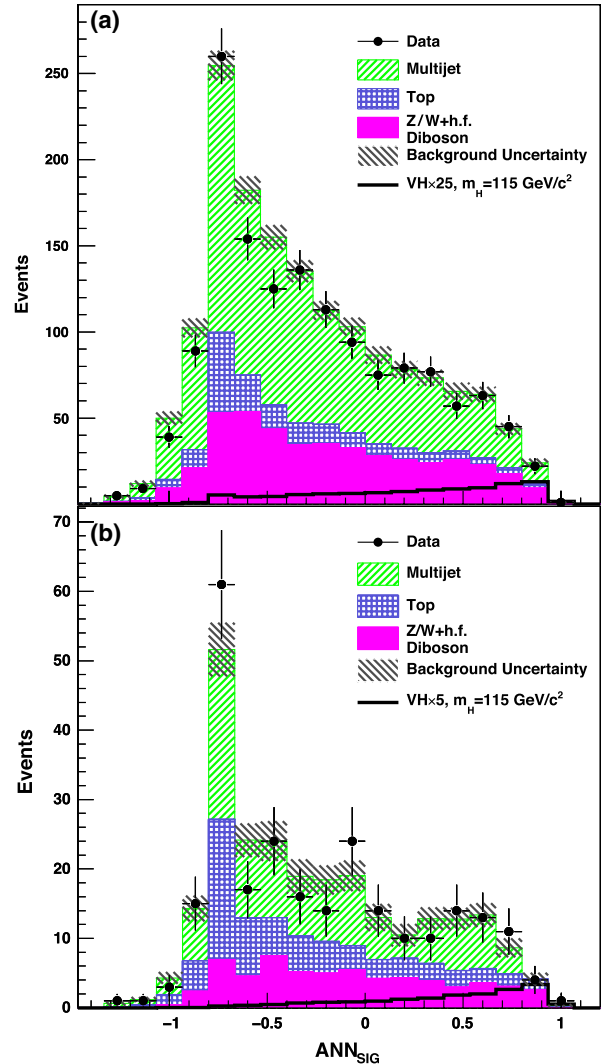 (a)
Data
Multijet
Top
Z/W+h.f.
Diboson
Background Uncertainty
VH×25, m_H=115 GeV/c²
Events
250
200
150
100
50
(b)
Data
Multijet
Top
Z/W+h.f.
Diboson
Background Uncertainty
VH×5, m_H=115 GeV/c²
Events
70
60
50
40
30
20
10
0
−1 −0.5 0 0.5 1
ANN_SIG